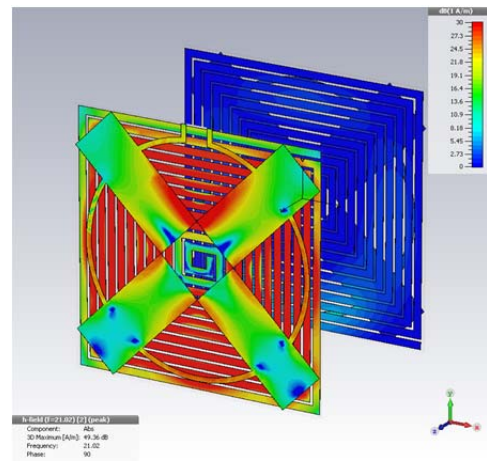 dB(1 A/m)
30
27.3
24.5
21.8
19.1
16.4
13.6
10.9
8.18
5.45
2.73
0
h-field (f=21.02) [2] (peak)
Component: Abs
3D Maximum [A/m]: 49.36 dB
Frequency: 21.02
Phase: 90
y
z
x